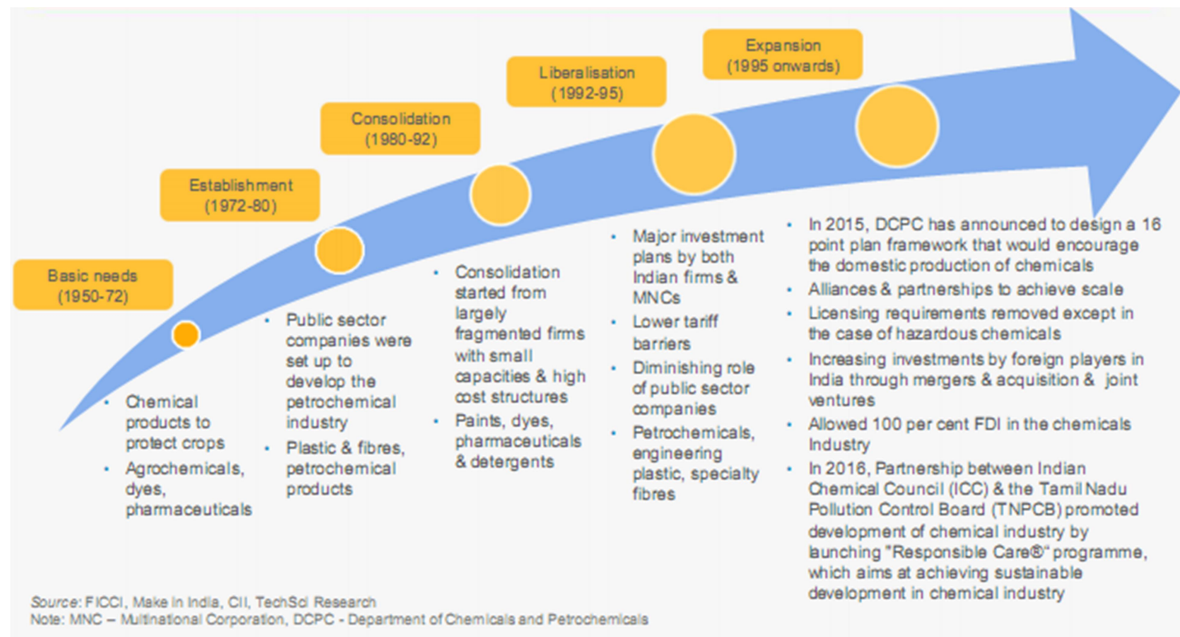 Expansion
(1995 onwards)
Liberalisation
(1992-95)
Consolidation
(1980-92)
Establishment
(1972-80)
Basic needs
(1950-72)
• Chemical
products to
protect crops
• Agrochemicals,
dyes,
pharmaceuticals
• Public sector
companies were
set up to
develop the
petrochemical
industry
• Plastic & fibres,
petrochemical
products
• Consolidation
started from
largely
fragmented firms
with small
capacities & high
cost structures
• Paints, dyes,
pharmaceuticals
& detergents
• Major investment
plans by both
Indian firms &
MNCs
• Lower tariff
barriers
• Diminishing role
of public sector
companies
• Petrochemicals,
engineering
plastic, specialty
fibres
• In 2015, DCPC has announced to design a 16
point plan framework that would encourage
the domestic production of chemicals
• Alliances & partnerships to achieve scale
• Licensing requirements removed except in
the case of hazardous chemicals
• Increasing investments by foreign players in
India through mergers & acquisition & joint
ventures
• Allowed 100 per cent FDI in the chemicals
Industry
• In 2016, Partnership between Indian
Chemical Council (ICC) & the Tamil Nadu
Pollution Control Board (TNPCB) promoted
development of chemical industry by
launching "Responsible Care®“ programme,
which aims at achieving sustainable
development in chemical industry
Source: FICCI, Make in India, CII, TechSci Research
Note: MNC – Multinational Corporation, DCPC - Department of Chemicals and Petrochemicals